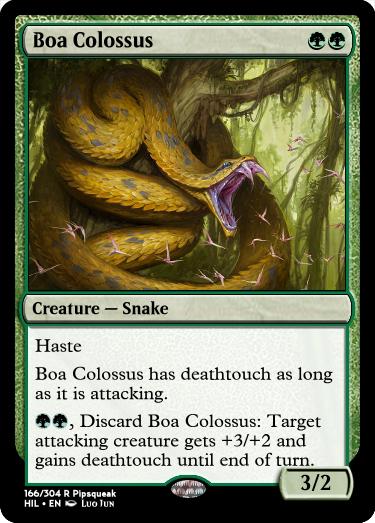 Boa Colossus
Creature — Snake
Haste
Boa Colossus has deathtouch as long
as it is attacking.
, Discard Boa Colossus: Target
attacking creature gets +3/+2 and
gains deathtouch until end of turn.
3/2
166/304 R Pipsqueak
HIL • EN Luo Jun